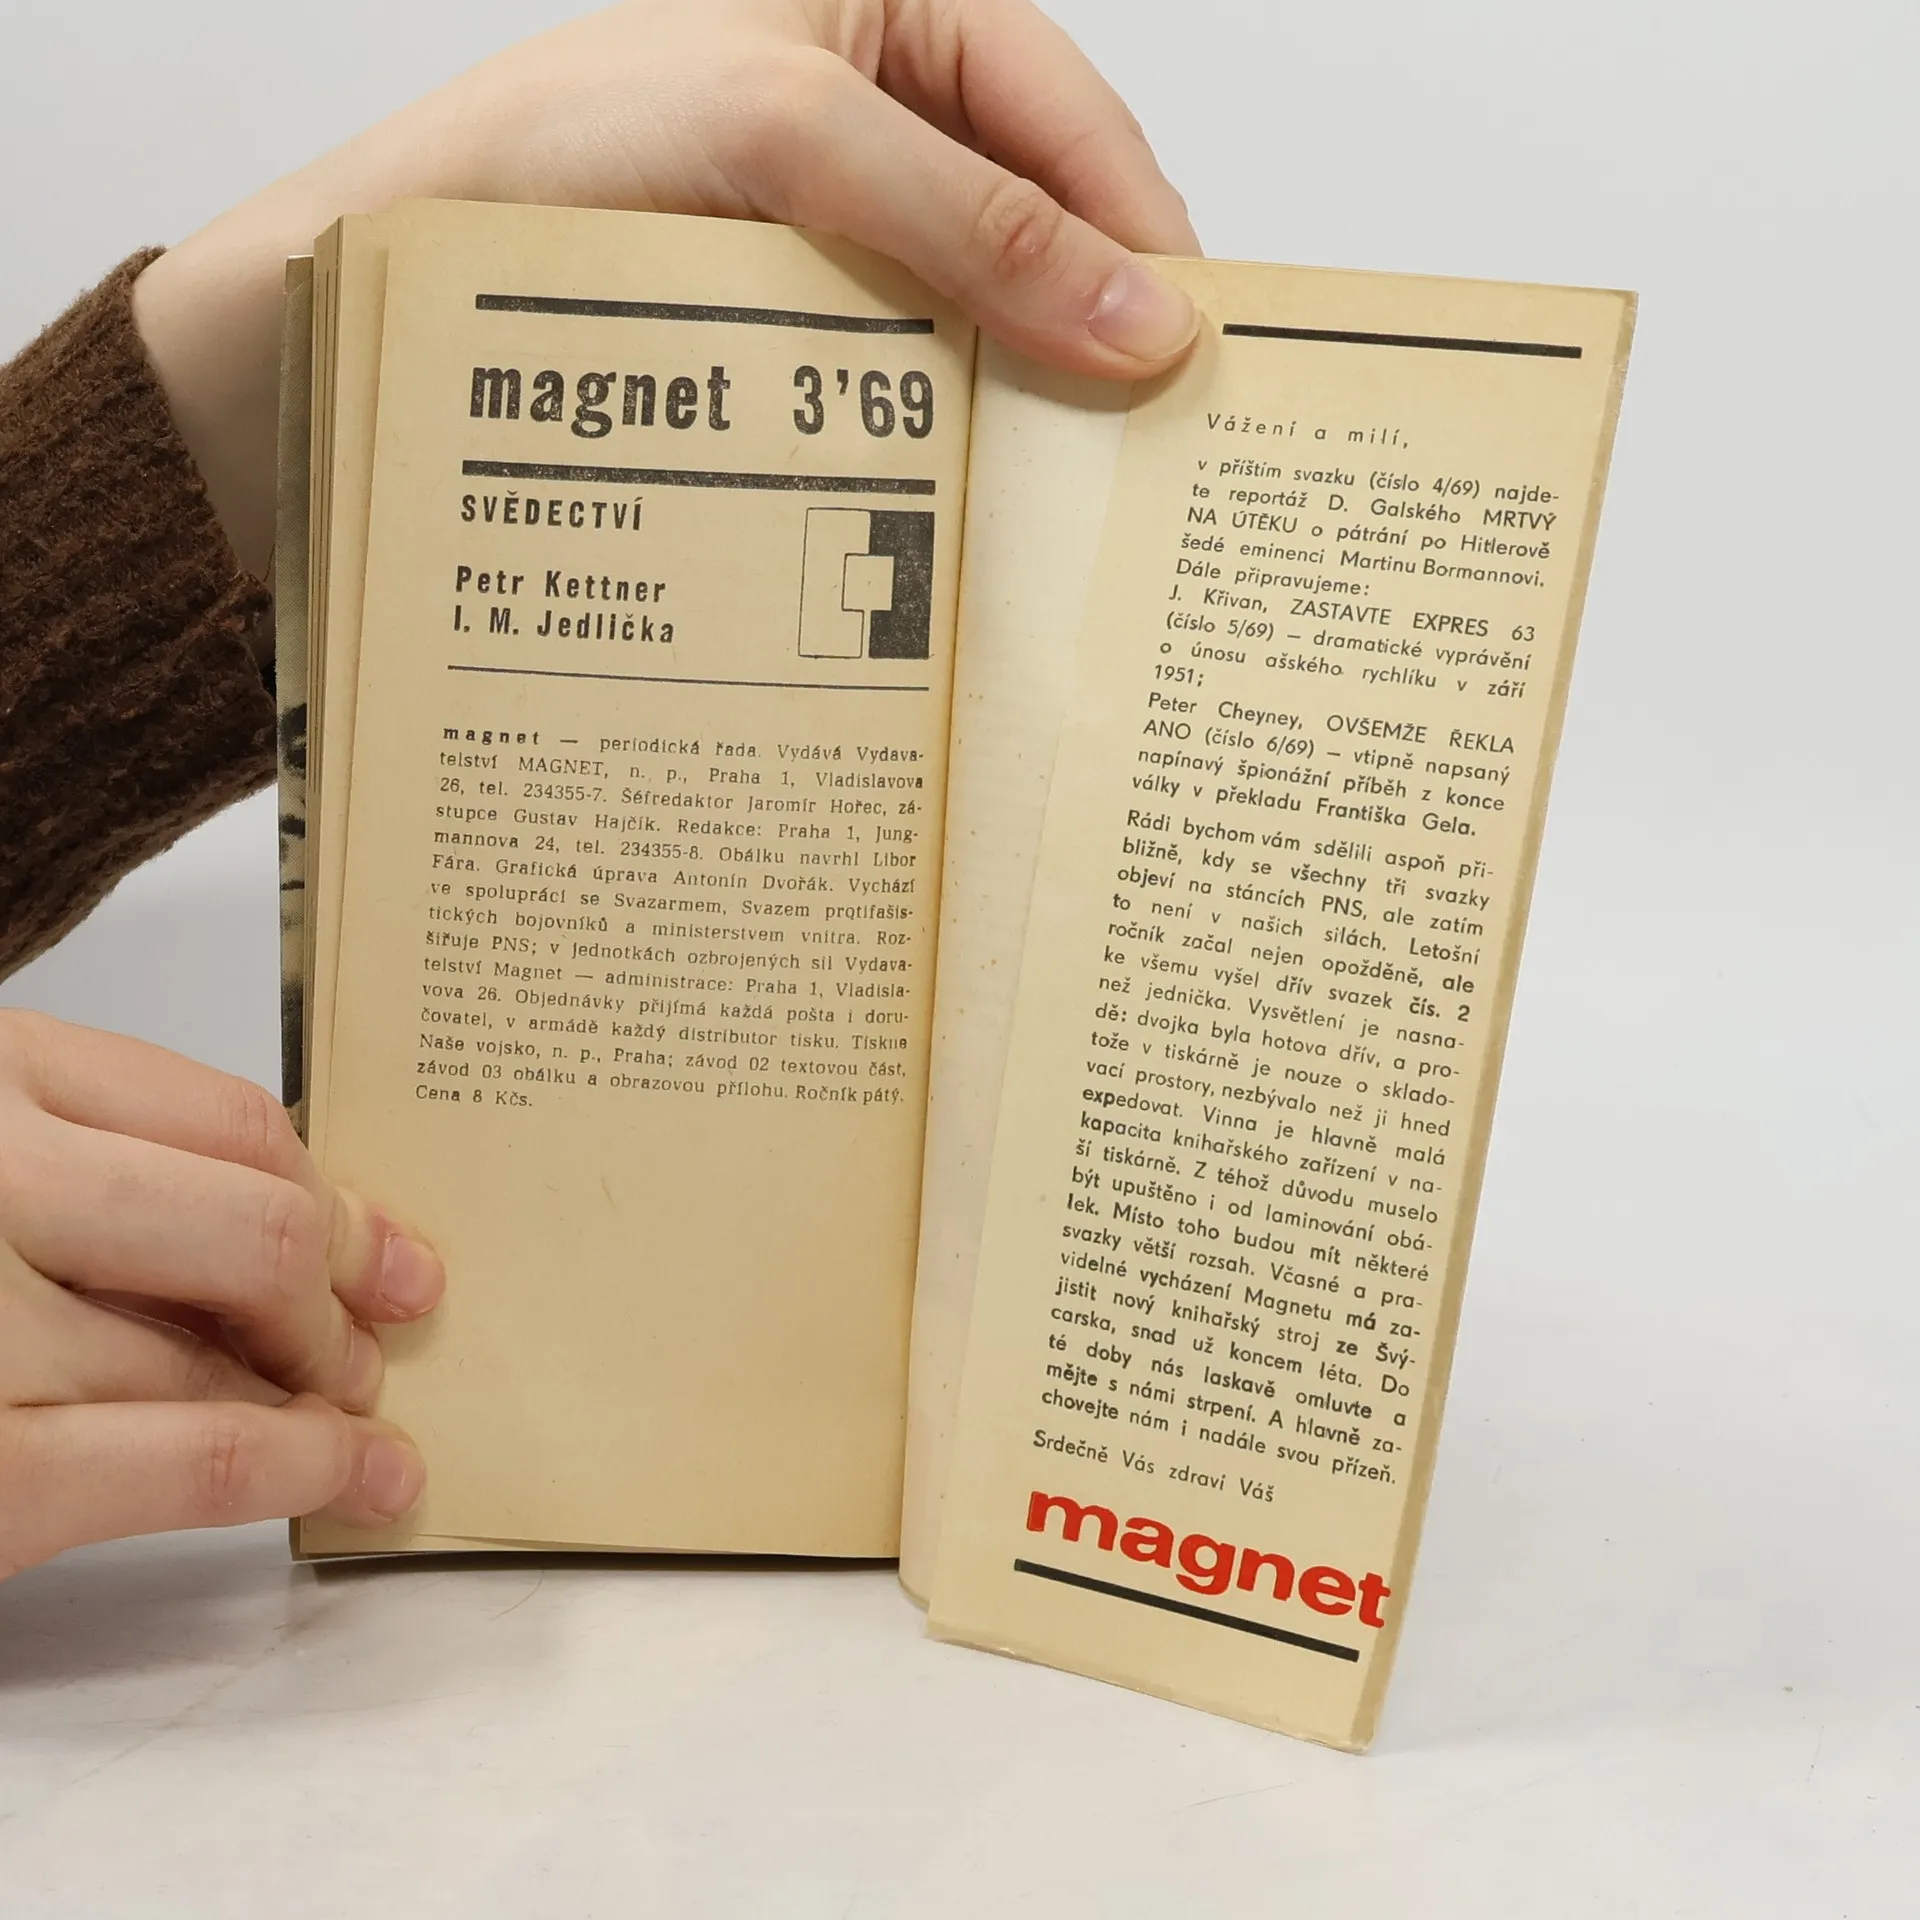 magnet 3'69
SVĚDECTVÍ
Petr Kettner
I. M. Jedlička
magnet — periodická řada. Vydává Vydava-
telství MAGNET, n. p., Praha 1, Vladislavova
26, tel. 234355-7. Šéfredaktor Jaromír Hořec, zá-
stupce Gustav Hajčík. Redakce: Praha 1, Jung-
mannova 24, tel. 234355-8. Obálku navrhl Libor
Fára. Grafická úprava Antonín Dvořák. Vychází
ve spolupráci se Svazarmem, Svazem protifašis-
tických bojovníků a ministerstvem vnitra. Roz-
šiřuje PNS; v jednotkách ozbrojených sil Vydava-
telství Magnet — administrace: Praha 1, Vladisla-
vova 26. Objednávky přijímá každá pošta i doru-
čovatel, v armádě každý distributor tisku. Tiskne
Naše vojsko, n. p., Praha; závod 02 textovou část,
závod 03 obálku a obrazovou přílohu. Ročník pátý.
Cena 8 Kčs.
Vážení a milí,
v příštím svazku (číslo 4/69) najde-
te reportáž D. Galského MRTVÝ
NA ÚTĚKU o pátrání po Hitlerově
šedé eminenci Martinu Bormannovi.
Dále připravujeme:
J. Křivan, ZASTAVTE EXPRES 63
(číslo 5/69) – dramatické vyprávění
o únosu ašského rychlíku v září
1951;
Peter Cheyney, OVŠEMŽE ŘEKLA
ANO (číslo 6/69) – vtipně napsaný
napínavý špionážní příběh z konce
války v překladu Františka Gela.
Rádi bychom vám sdělili aspoň při-
bližně, kdy se všechny tři svazky
objeví na stáncích PNS, ale zatím
to není v našich silách. Letošní
ročník začal nejen opožděně, ale
ke všemu vyšel dřív svazek čís. 2
než jednička. Vysvětlení je nasna-
dě: dvojka byla hotova dřív, a pro-
tože v tiskárně je nouze o sklado-
vací prostory, nezbývalo než ji hned
expedovat. Vinna je hlavně malá
kapacita knihařského zařízení v na-
ší tiskárně. Z téhož důvodu muselo
být upuštěno i od laminování obá-
lek. Místo toho budou mít některé
svazky větší rozsah. Včasné a pra-
videlné vycházení Magnetu má za-
jistit nový knihařský stroj ze Švý-
carska, snad už koncem léta. Do
té doby nás laskavě omluvte a
mějte s námi strpení. A hlavně za-
chovejte nám i nadále svou přízeň.
Srdečně Vás zdraví Váš
magnet